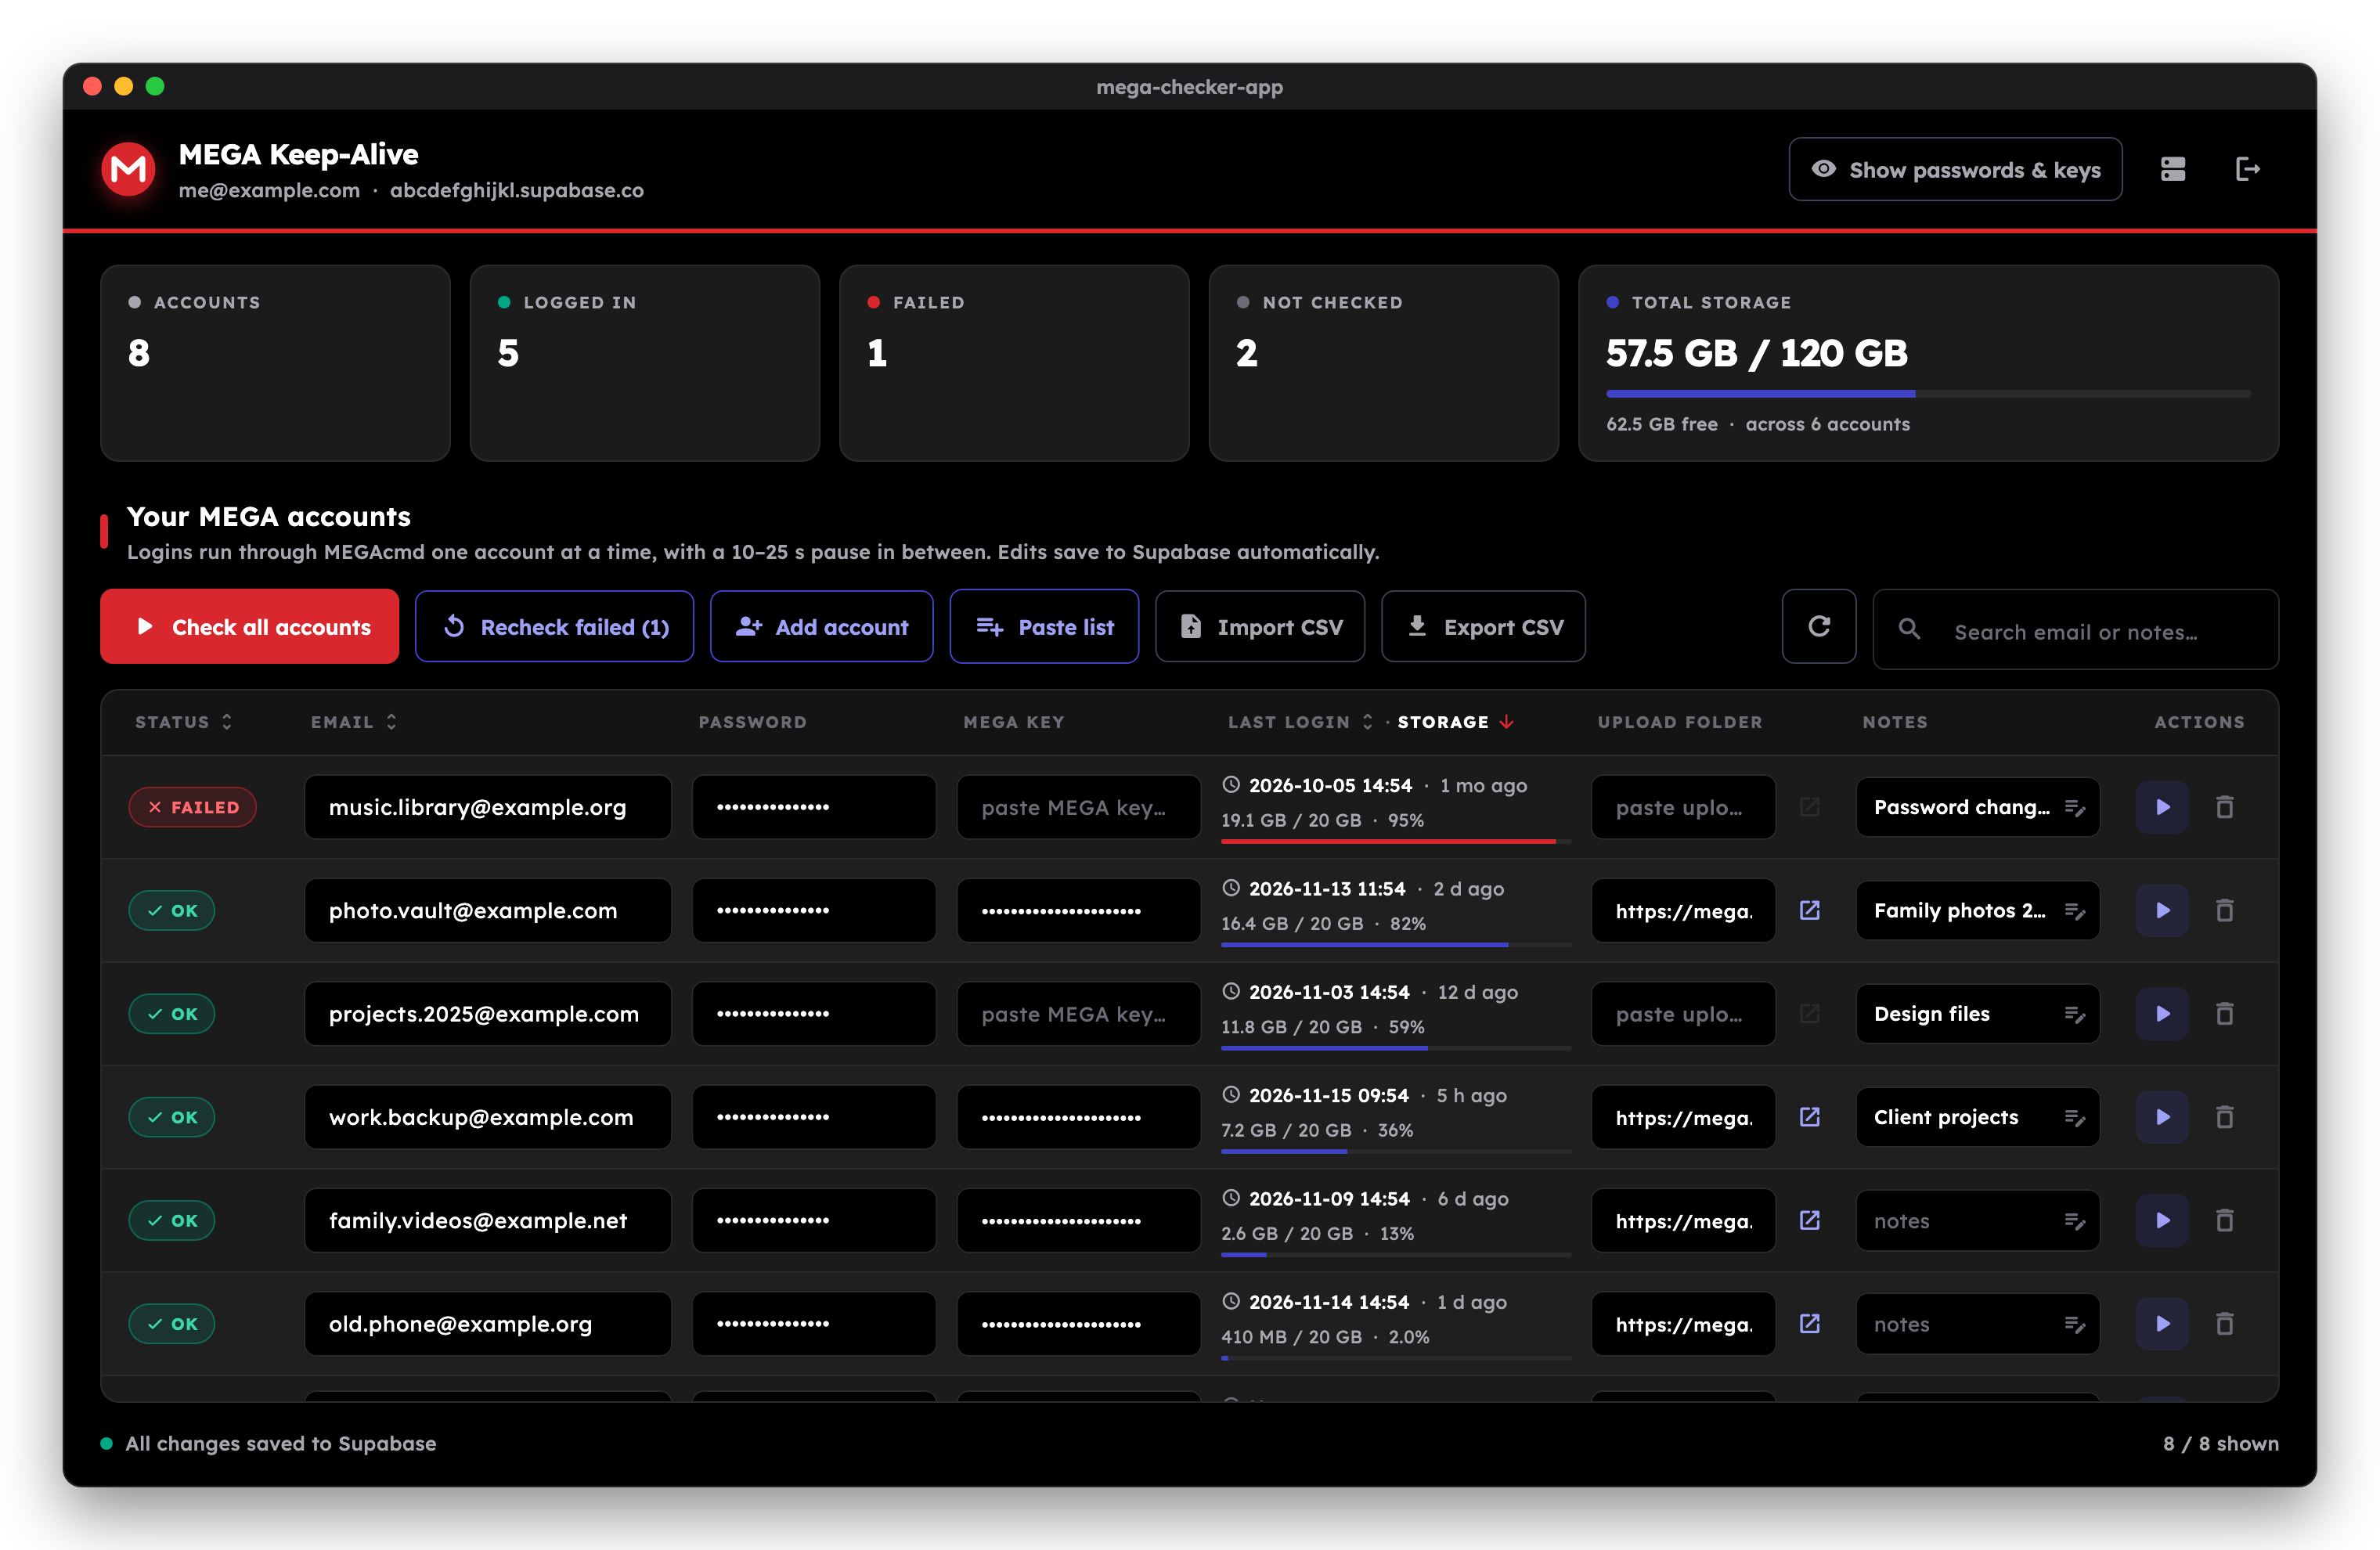 mega-checker-app
MEGA Keep-Alive
me@example.com · abcdefghijkl.supabase.co
Show passwords & keys
ACCOUNTS
8
LOGGED IN
5
FAILED
1
NOT CHECKED
2
TOTAL STORAGE
57.5 GB / 120 GB
62.5 GB free · across 6 accounts
Your MEGA accounts
Logins run through MEGAcmd one account at a time, with a 10–25 s pause in between. Edits save to Supabase automatically.
Check all accounts
Recheck failed (1)
Add account
Paste list
Import CSV
Export CSV
Search email or notes…
STATUS EMAIL PASSWORD MEGA KEY LAST LOGIN · STORAGE UPLOAD FOLDER NOTES ACTIONS
FAILED music.library@example.org •••••••••••••• paste MEGA key… 2026-10-05 14:54 · 1 mo ago paste uplo… Password chang…
19.1 GB / 20 GB · 95%
OK photo.vault@example.com •••••••••••••• •••••••••••••••••••• 2026-11-13 11:54 · 2 d ago https://mega. Family photos 2…
16.4 GB / 20 GB · 82%
OK projects.2025@example.com •••••••••••••• paste MEGA key… 2026-11-03 14:54 · 12 d ago paste uplo… Design files
11.8 GB / 20 GB · 59%
OK work.backup@example.com •••••••••••••• •••••••••••••••••••• 2026-11-15 09:54 · 5 h ago https://mega. Client projects
7.2 GB / 20 GB · 36%
OK family.videos@example.net •••••••••••••• •••••••••••••••••••• 2026-11-09 14:54 · 6 d ago https://mega. notes
2.6 GB / 20 GB · 13%
OK old.phone@example.org •••••••••••••• •••••••••••••••••••• 2026-11-14 14:54 · 1 d ago https://mega. notes
410 MB / 20 GB · 2.0%
All changes saved to Supabase
8 / 8 shown